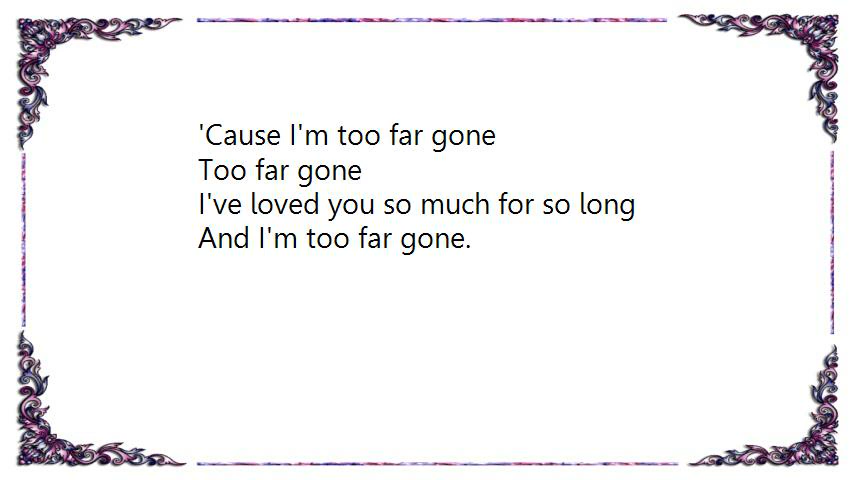 'Cause I'm too far gone
Too far gone
I've loved you so much for so long
And I'm too far gone.